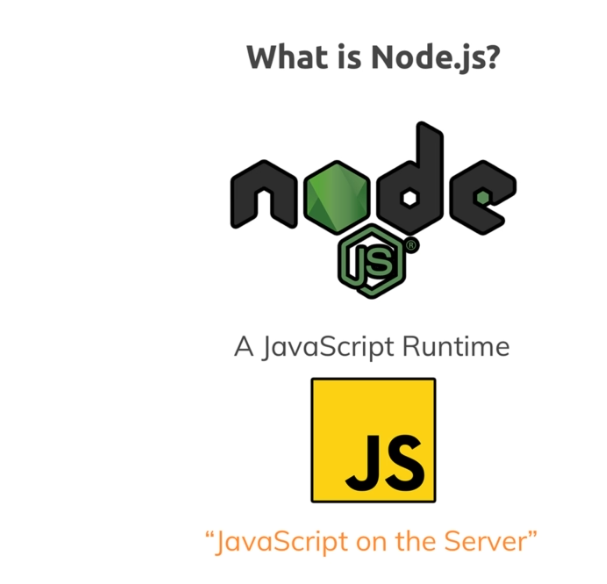 What is Node.js?
node
JS®
A JavaScript Runtime
JS
“JavaScript on the Server”